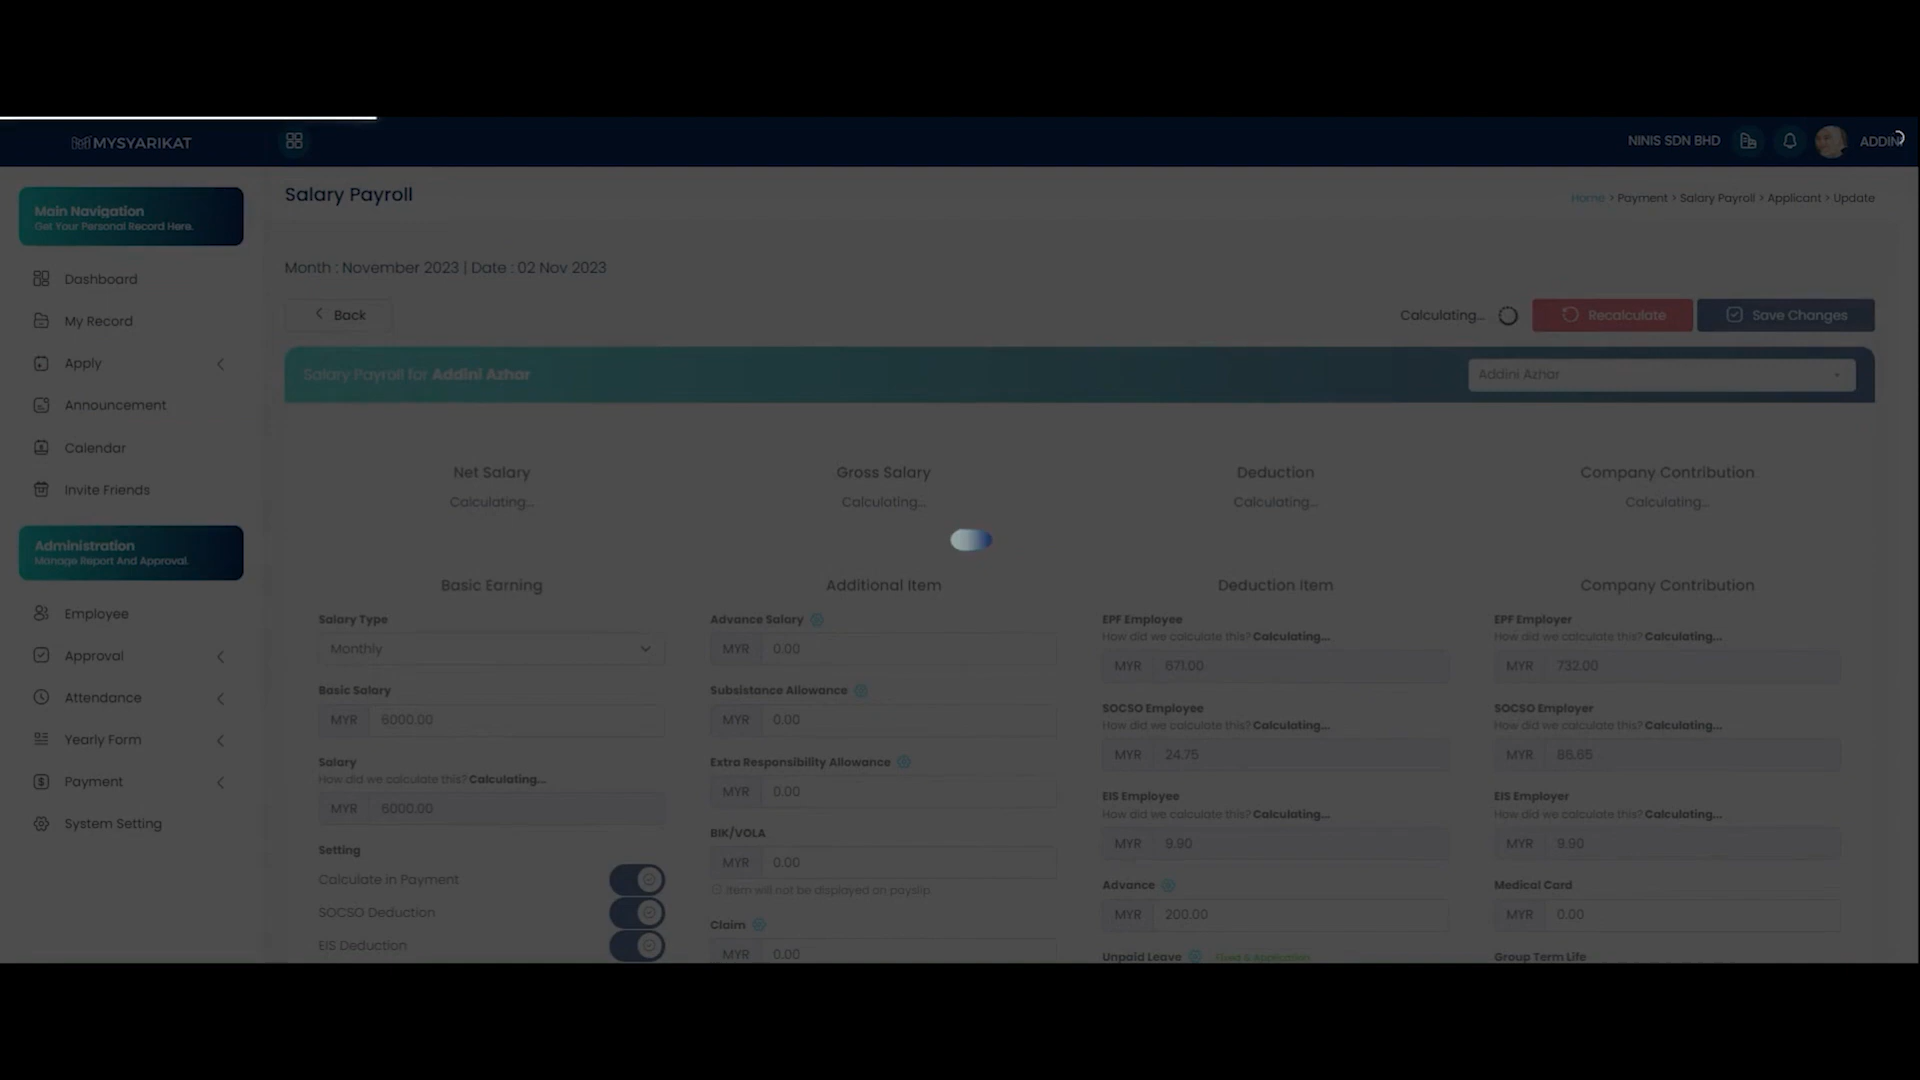 MYSYARIKAT
NINIS SDN BHD
ADDINI
Main Navigation
Get Your Personal Record Here.
Dashboard
My Record
Apply
Announcement
Calendar
Invite Friends
Administration
Manage Report And Approval.
Employee
Approval
Attendance
Yearly Form
Payment
System Setting
Salary Payroll
Home > Payment > Salary Payroll > Applicant > Update
Month : November 2023 | Date : 02 Nov 2023
Back
Calculating...
Recalculate
Save Changes
Salary Payroll for Addini Azhar
Addini Azhar
Net Salary
Calculating...
Gross Salary
Calculating...
Deduction
Calculating...
Company Contribution
Calculating...
Basic Earning
Salary Type
Monthly
Basic Salary
MYR 6000.00
Salary
How did we calculate this? Calculating...
MYR 6000.00
Setting
Calculate in Payment
SOCSO Deduction
EIS Deduction
Additional Item
Advance Salary
MYR 0.00
Subsistance Allowance
MYR 0.00
Extra Responsibility Allowance
MYR 0.00
BIK/VOLA
MYR 0.00
Item will not be displayed on payslip
Claim
MYR 0.00
Deduction Item
EPF Employee
How did we calculate this? Calculating...
MYR 671.00
SOCSO Employee
How did we calculate this? Calculating...
MYR 24.75
EIS Employee
How did we calculate this? Calculating...
MYR 9.90
Advance
MYR 200.00
Unpaid Leave
Company Contribution
EPF Employer
How did we calculate this? Calculating...
MYR 732.00
SOCSO Employer
How did we calculate this? Calculating...
MYR 86.65
EIS Employer
How did we calculate this? Calculating...
MYR 9.90
Medical Card
MYR 0.00
Group Term Life